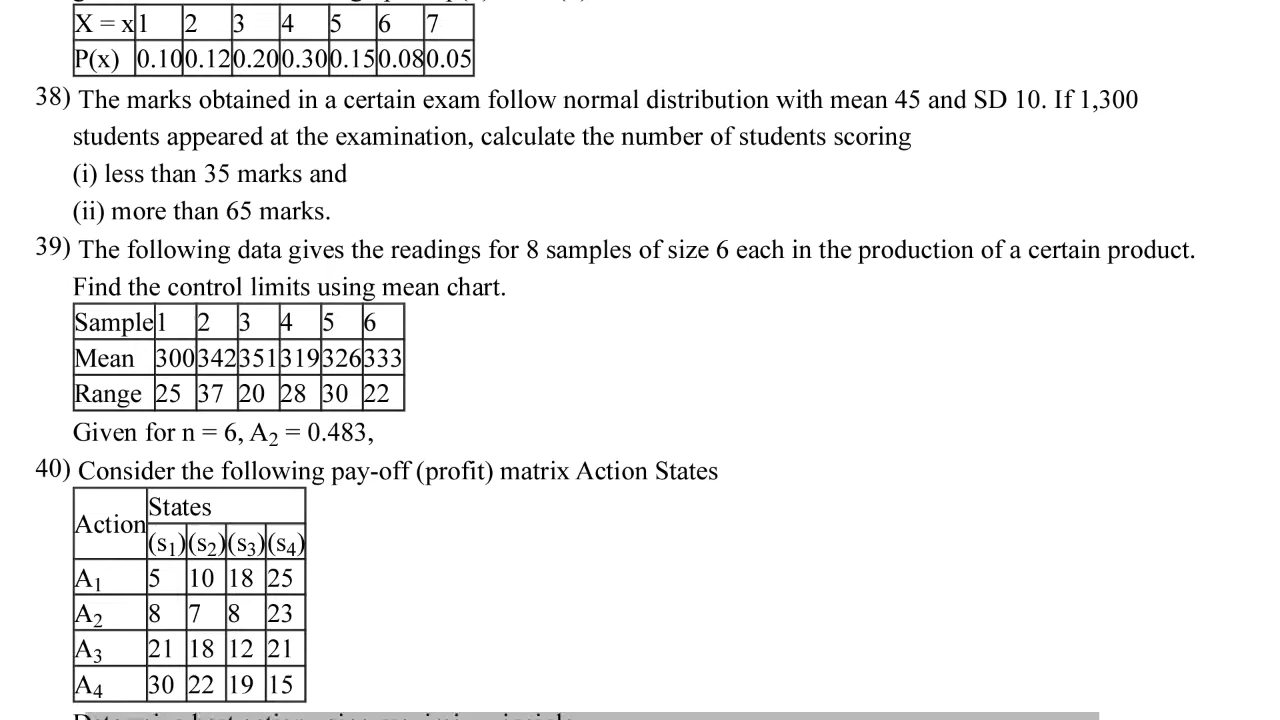 X = x 1 2 3 4 5 6 7
P(x) 0.10 0.12 0.20 0.30 0.15 0.08 0.05
38) The marks obtained in a certain exam follow normal distribution with mean 45 and SD 10. If 1,300
students appeared at the examination, calculate the number of students scoring
(i) less than 35 marks and
(ii) more than 65 marks.
39) The following data gives the readings for 8 samples of size 6 each in the production of a certain product.
Find the control limits using mean chart.
Sample 1 2 3 4 5 6
Mean 300 342 351 319 326 333
Range 25 37 20 28 30 22
Given for n = 6, A₂ = 0.483,
40) Consider the following pay-off (profit) matrix Action States
Action States
(s₁) (s₂) (s₃) (s₄)
A₁ 5 10 18 25
A₂ 8 7 8 23
A₃ 21 18 12 21
A₄ 30 22 19 15